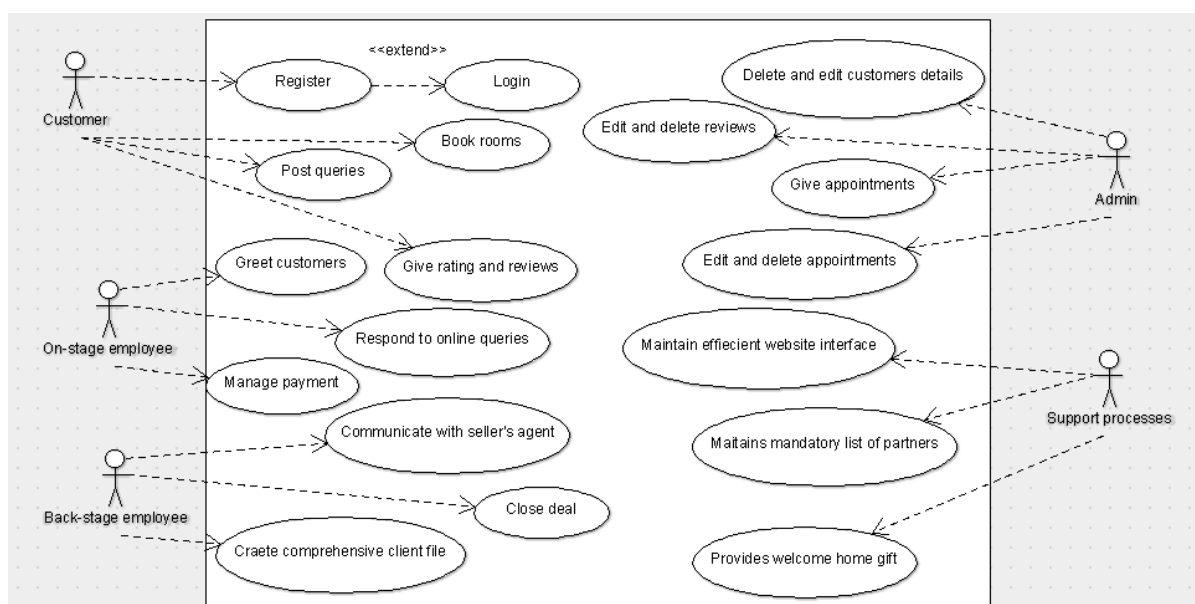 <<extend>>
Register
Login
Delete and edit customers details
Customer
Edit and delete reviews
Book rooms
Post queries
Give appointments
Admin
Greet customers
Give rating and reviews
Edit and delete appointments
On-stage employee
Respond to online queries
Maintain effiecient website interface
Manage payment
Support processes
Communicate with seller's agent
Maitains mandatory list of partners
Back-stage employee
Close deal
Craete comprehensive client file
Provides welcome home gift